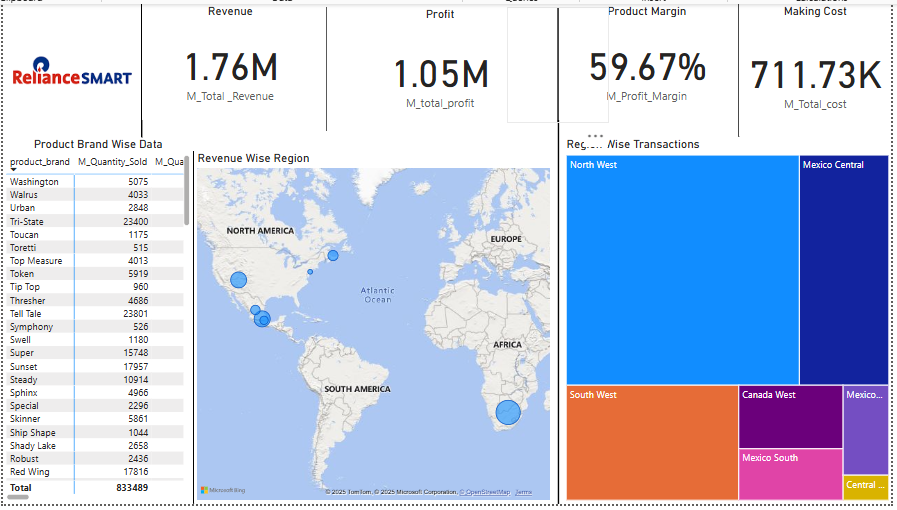 Revenue
Profit
Product Margin
Making Cost
RelianceSMART
1.76M
M_Total _Revenue
1.05M
M_total_profit
59.67%
M_Profit_Margin
711.73K
M_Total_cost
Product Brand Wise Data
product_brand M_Quantity_Sold M_Qua
Washington 5075
Walrus 4033
Urban 2848
Tri-State 23400
Toucan 1175
Toretti 515
Top Measure 4013
Token 5919
Tip Top 960
Thresher 4686
Tell Tale 23801
Symphony 526
Swell 1180
Super 15748
Sunset 17957
Steady 10914
Sphinx 4966
Special 2296
Skinner 5861
Ship Shape 1044
Shady Lake 2658
Robust 2436
Red Wing 17816
Total 833489
Revenue Wise Region
NORTH AMERICA
EUROPE
Atlantic
Ocean
AFRICA
SOUTH AMERICA
Microsoft Bing
© 2025 TomTom, © 2025 Microsoft Corporation, © OpenStreetMap Terms
Wise Transactions
North West
Mexico Central
South West
Canada West
Mexico...
Mexico South
Central ...